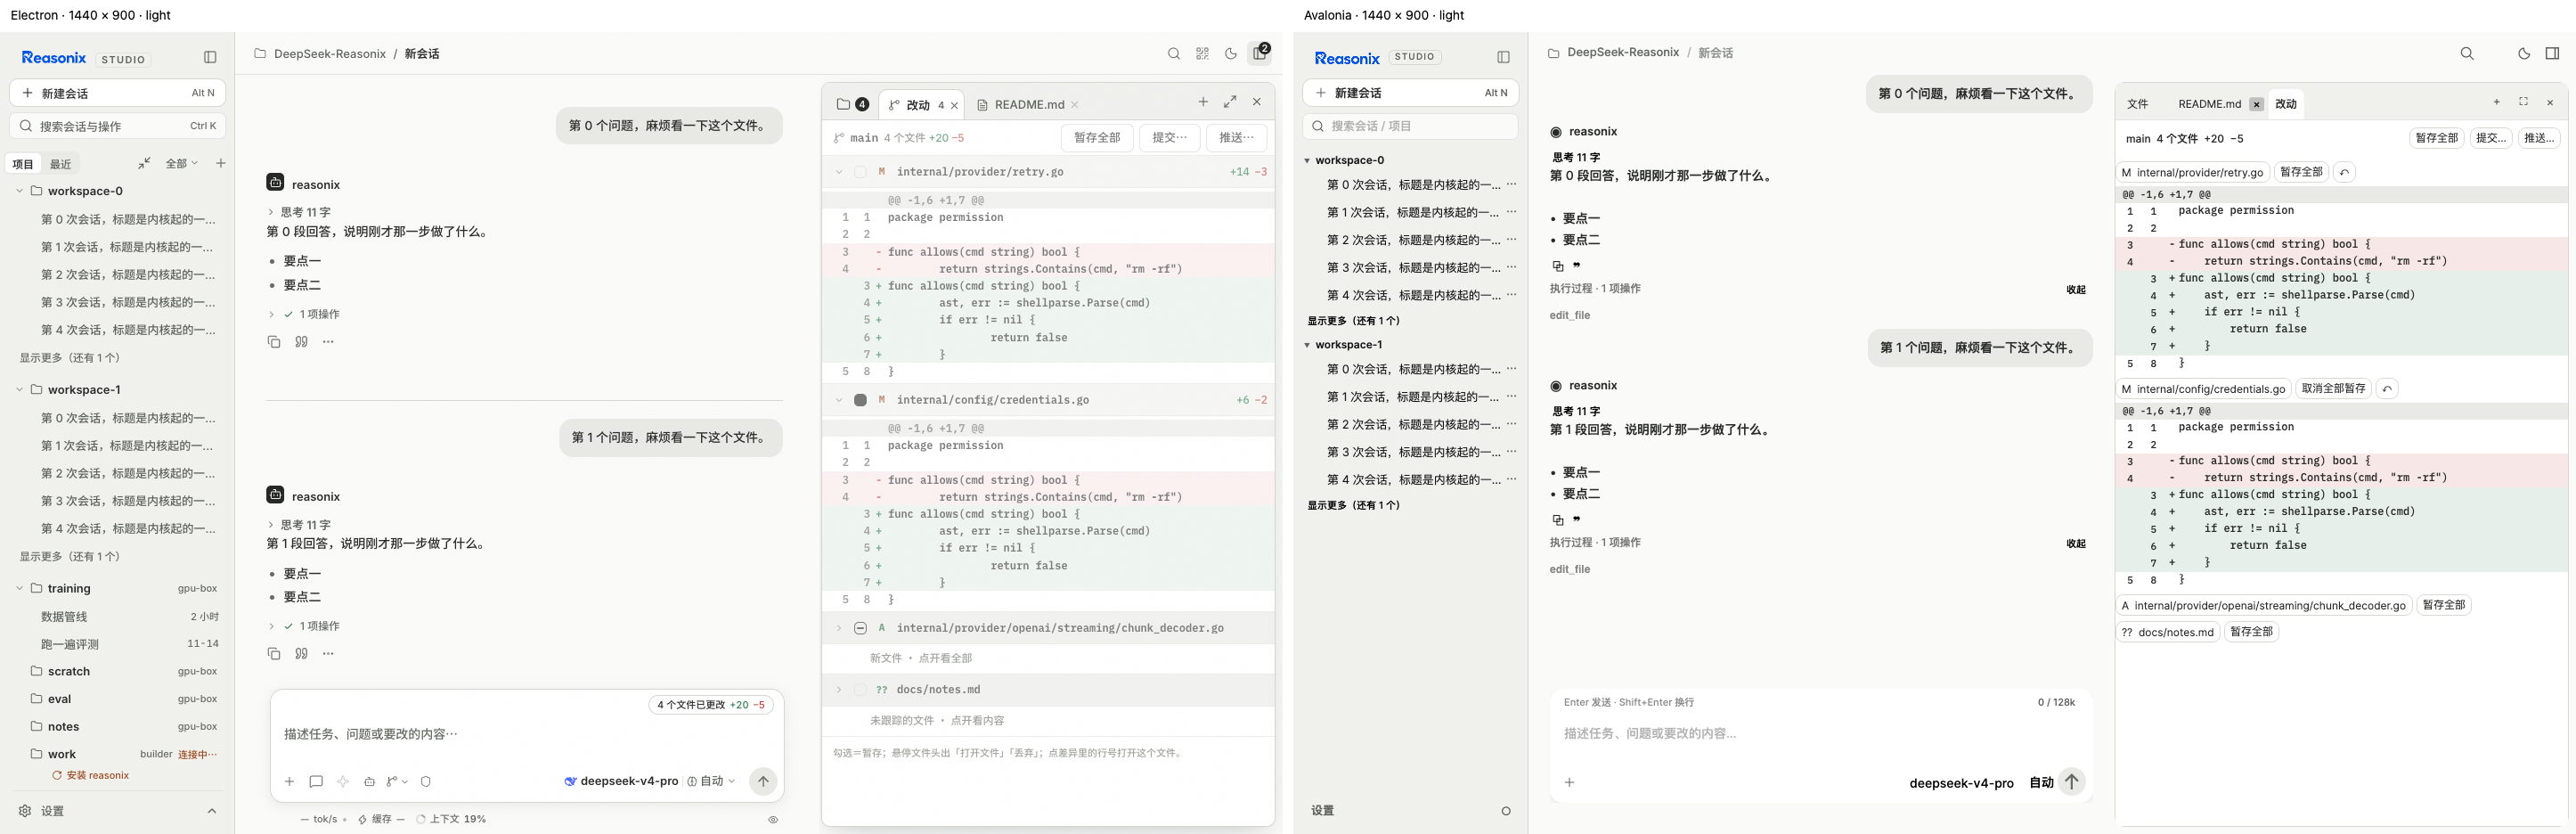 Electron · 1440 × 900 · light
Reasonix STUDIO
新建会话 Alt N
搜索会话与操作 Ctrl K
项目 最近 全部
workspace-0
第 0 次会话，标题是内核起的一...
第 1 次会话，标题是内核起的一...
第 2 次会话，标题是内核起的一...
第 3 次会话，标题是内核起的一...
第 4 次会话，标题是内核起的一...
显示更多（还有 1 个）
workspace-1
第 0 次会话，标题是内核起的一...
第 1 次会话，标题是内核起的一...
第 2 次会话，标题是内核起的一...
第 3 次会话，标题是内核起的一...
第 4 次会话，标题是内核起的一...
显示更多（还有 1 个）
training gpu-box
数据管线 2 小时
跑一遍评测 11-14
scratch gpu-box
eval gpu-box
notes gpu-box
work builder 连接中···
安装 reasonix
设置
DeepSeek-Reasonix / 新会话
2
第 0 个问题，麻烦看一下这个文件。
reasonix
思考 11 字
第 0 段回答，说明刚才那一步做了什么。
• 要点一
• 要点二
1 项操作
第 1 个问题，麻烦看一下这个文件。
reasonix
思考 11 字
第 1 段回答，说明刚才那一步做了什么。
• 要点一
• 要点二
1 项操作
4 个文件已更改 +20 −5
描述任务、问题或要改的内容···
deepseek-v4-pro 自动
— tok/s 缓存 — 上下文 19%
4 改动 4 × README.md ×
main 4 个文件 +20 −5 暂存全部 提交··· 推送···
M internal/provider/retry.go +14 −3
@@ -1,6 +1,7 @@
1 1 package permission
2 2
3 - func allows(cmd string) bool {
4 - return strings.Contains(cmd, "rm -rf")
3 + func allows(cmd string) bool {
4 + ast, err := shellparse.Parse(cmd)
5 + if err != nil {
6 + return false
7 + }
5 8 }
M internal/config/credentials.go +6 −2
@@ -1,6 +1,7 @@
1 1 package permission
2 2
3 - func allows(cmd string) bool {
4 - return strings.Contains(cmd, "rm -rf")
3 + func allows(cmd string) bool {
4 + ast, err := shellparse.Parse(cmd)
5 + if err != nil {
6 + return false
7 + }
5 8 }
A internal/provider/openai/streaming/chunk_decoder.go
新文件 • 点开看全部
?? docs/notes.md
未跟踪的文件 • 点开看内容
勾选＝暂存；悬停文件头出「打开文件」「丢弃」；点差异里的行号打开这个文件。
Avalonia · 1440 × 900 · light
Reasonix STUDIO
新建会话 Alt N
搜索会话 / 项目
workspace-0
第 0 次会话，标题是内核起的一... ···
第 1 次会话，标题是内核起的一... ···
第 2 次会话，标题是内核起的一... ···
第 3 次会话，标题是内核起的一... ···
第 4 次会话，标题是内核起的一... ···
显示更多（还有 1 个）
workspace-1
第 0 次会话，标题是内核起的一... ···
第 1 次会话，标题是内核起的一... ···
第 2 次会话，标题是内核起的一... ···
第 3 次会话，标题是内核起的一... ···
第 4 次会话，标题是内核起的一... ···
显示更多（还有 1 个）
设置
DeepSeek-Reasonix / 新会话
第 0 个问题，麻烦看一下这个文件。
reasonix
思考 11 字
第 0 段回答，说明刚才那一步做了什么。
• 要点一
• 要点二
执行过程 · 1 项操作 收起
edit_file
第 1 个问题，麻烦看一下这个文件。
reasonix
思考 11 字
第 1 段回答，说明刚才那一步做了什么。
• 要点一
• 要点二
执行过程 · 1 项操作 收起
edit_file
Enter 发送 · Shift+Enter 换行 0 / 128k
描述任务、问题或要改的内容...
deepseek-v4-pro 自动
文件 README.md × 改动
main 4 个文件 +20 −5 暂存全部 提交... 推送...
M internal/provider/retry.go 暂存全部
@@ -1,6 +1,7 @@
1 1 package permission
2 2
3 - func allows(cmd string) bool {
4 - return strings.Contains(cmd, "rm -rf")
3 + func allows(cmd string) bool {
4 + ast, err := shellparse.Parse(cmd)
5 + if err != nil {
6 + return false
7 + }
5 8 }
M internal/config/credentials.go 取消全部暂存
@@ -1,6 +1,7 @@
1 1 package permission
2 2
3 - func allows(cmd string) bool {
4 - return strings.Contains(cmd, "rm -rf")
3 + func allows(cmd string) bool {
4 + ast, err := shellparse.Parse(cmd)
5 + if err != nil {
6 + return false
7 + }
5 8 }
A internal/provider/openai/streaming/chunk_decoder.go 暂存全部
?? docs/notes.md 暂存全部